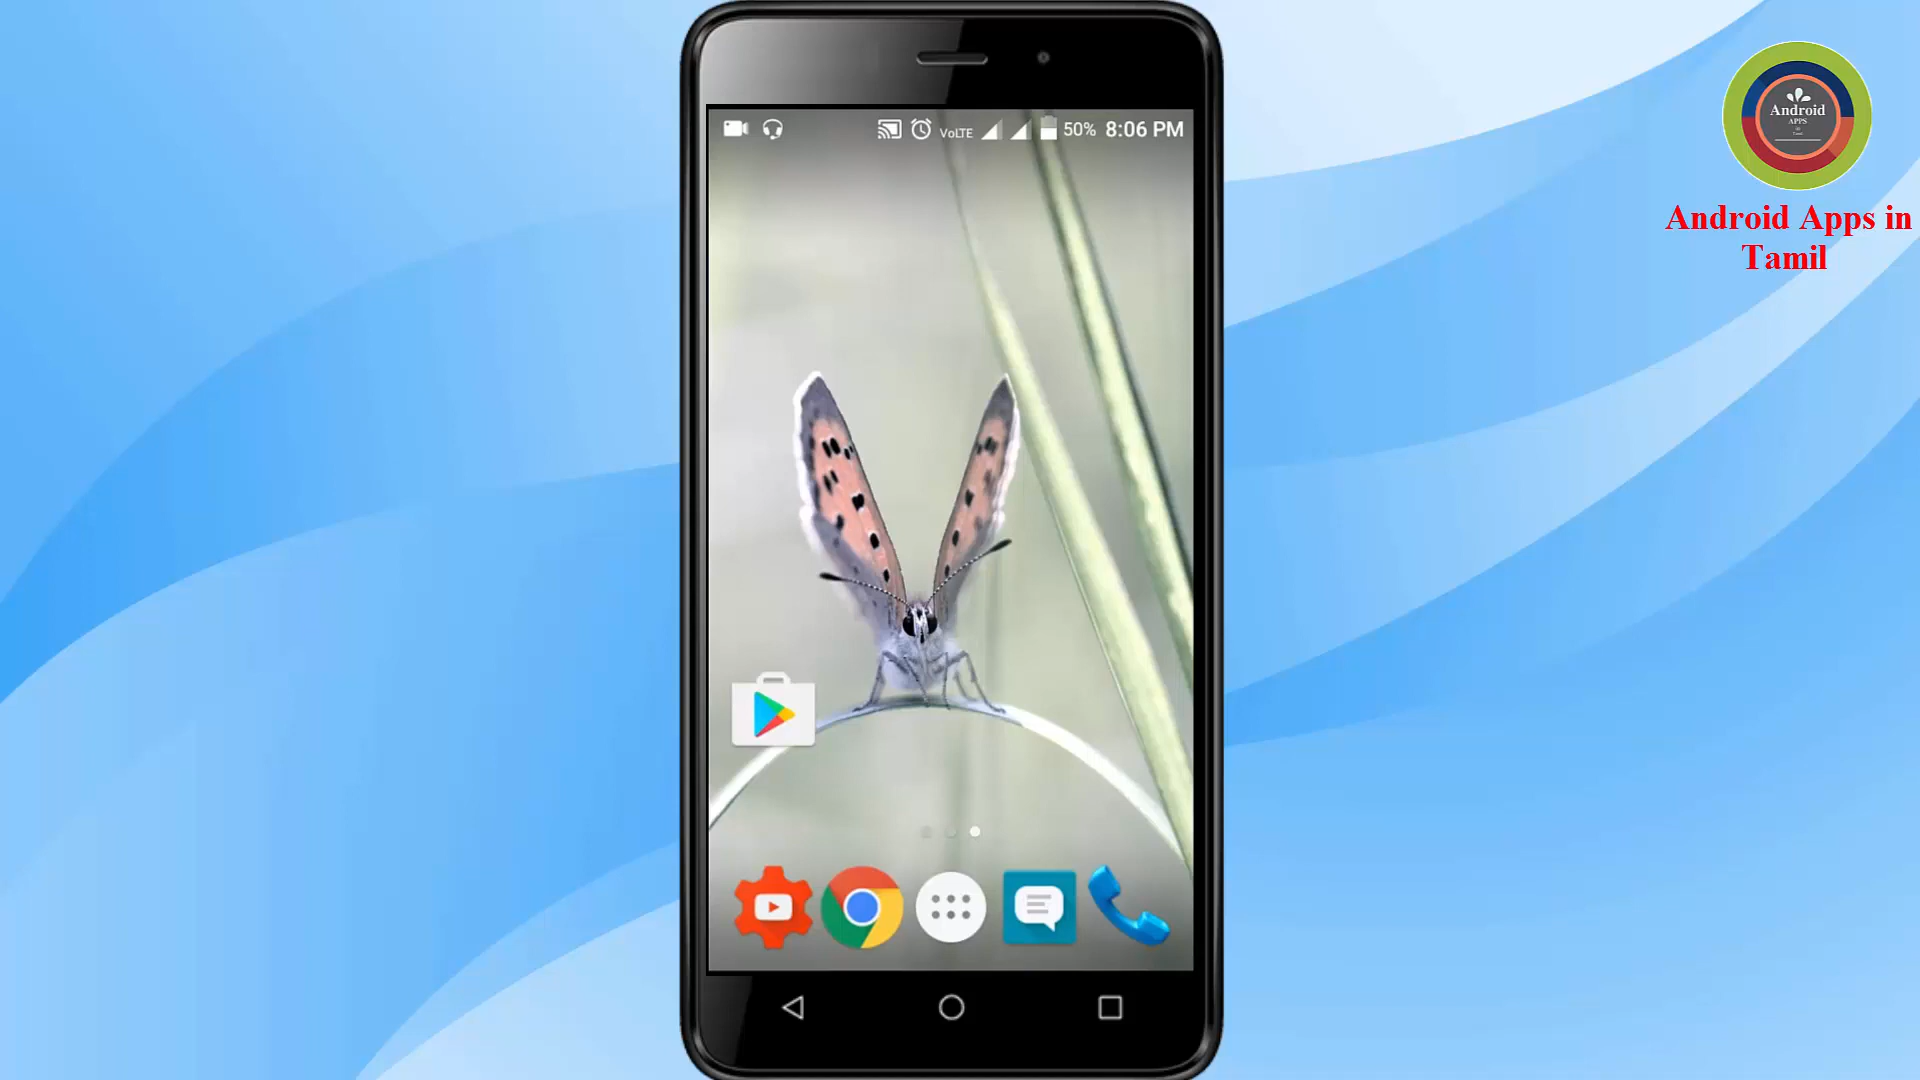 VoLTE 50% 8:06 PM
Android
APPS
Android Apps in
Tamil